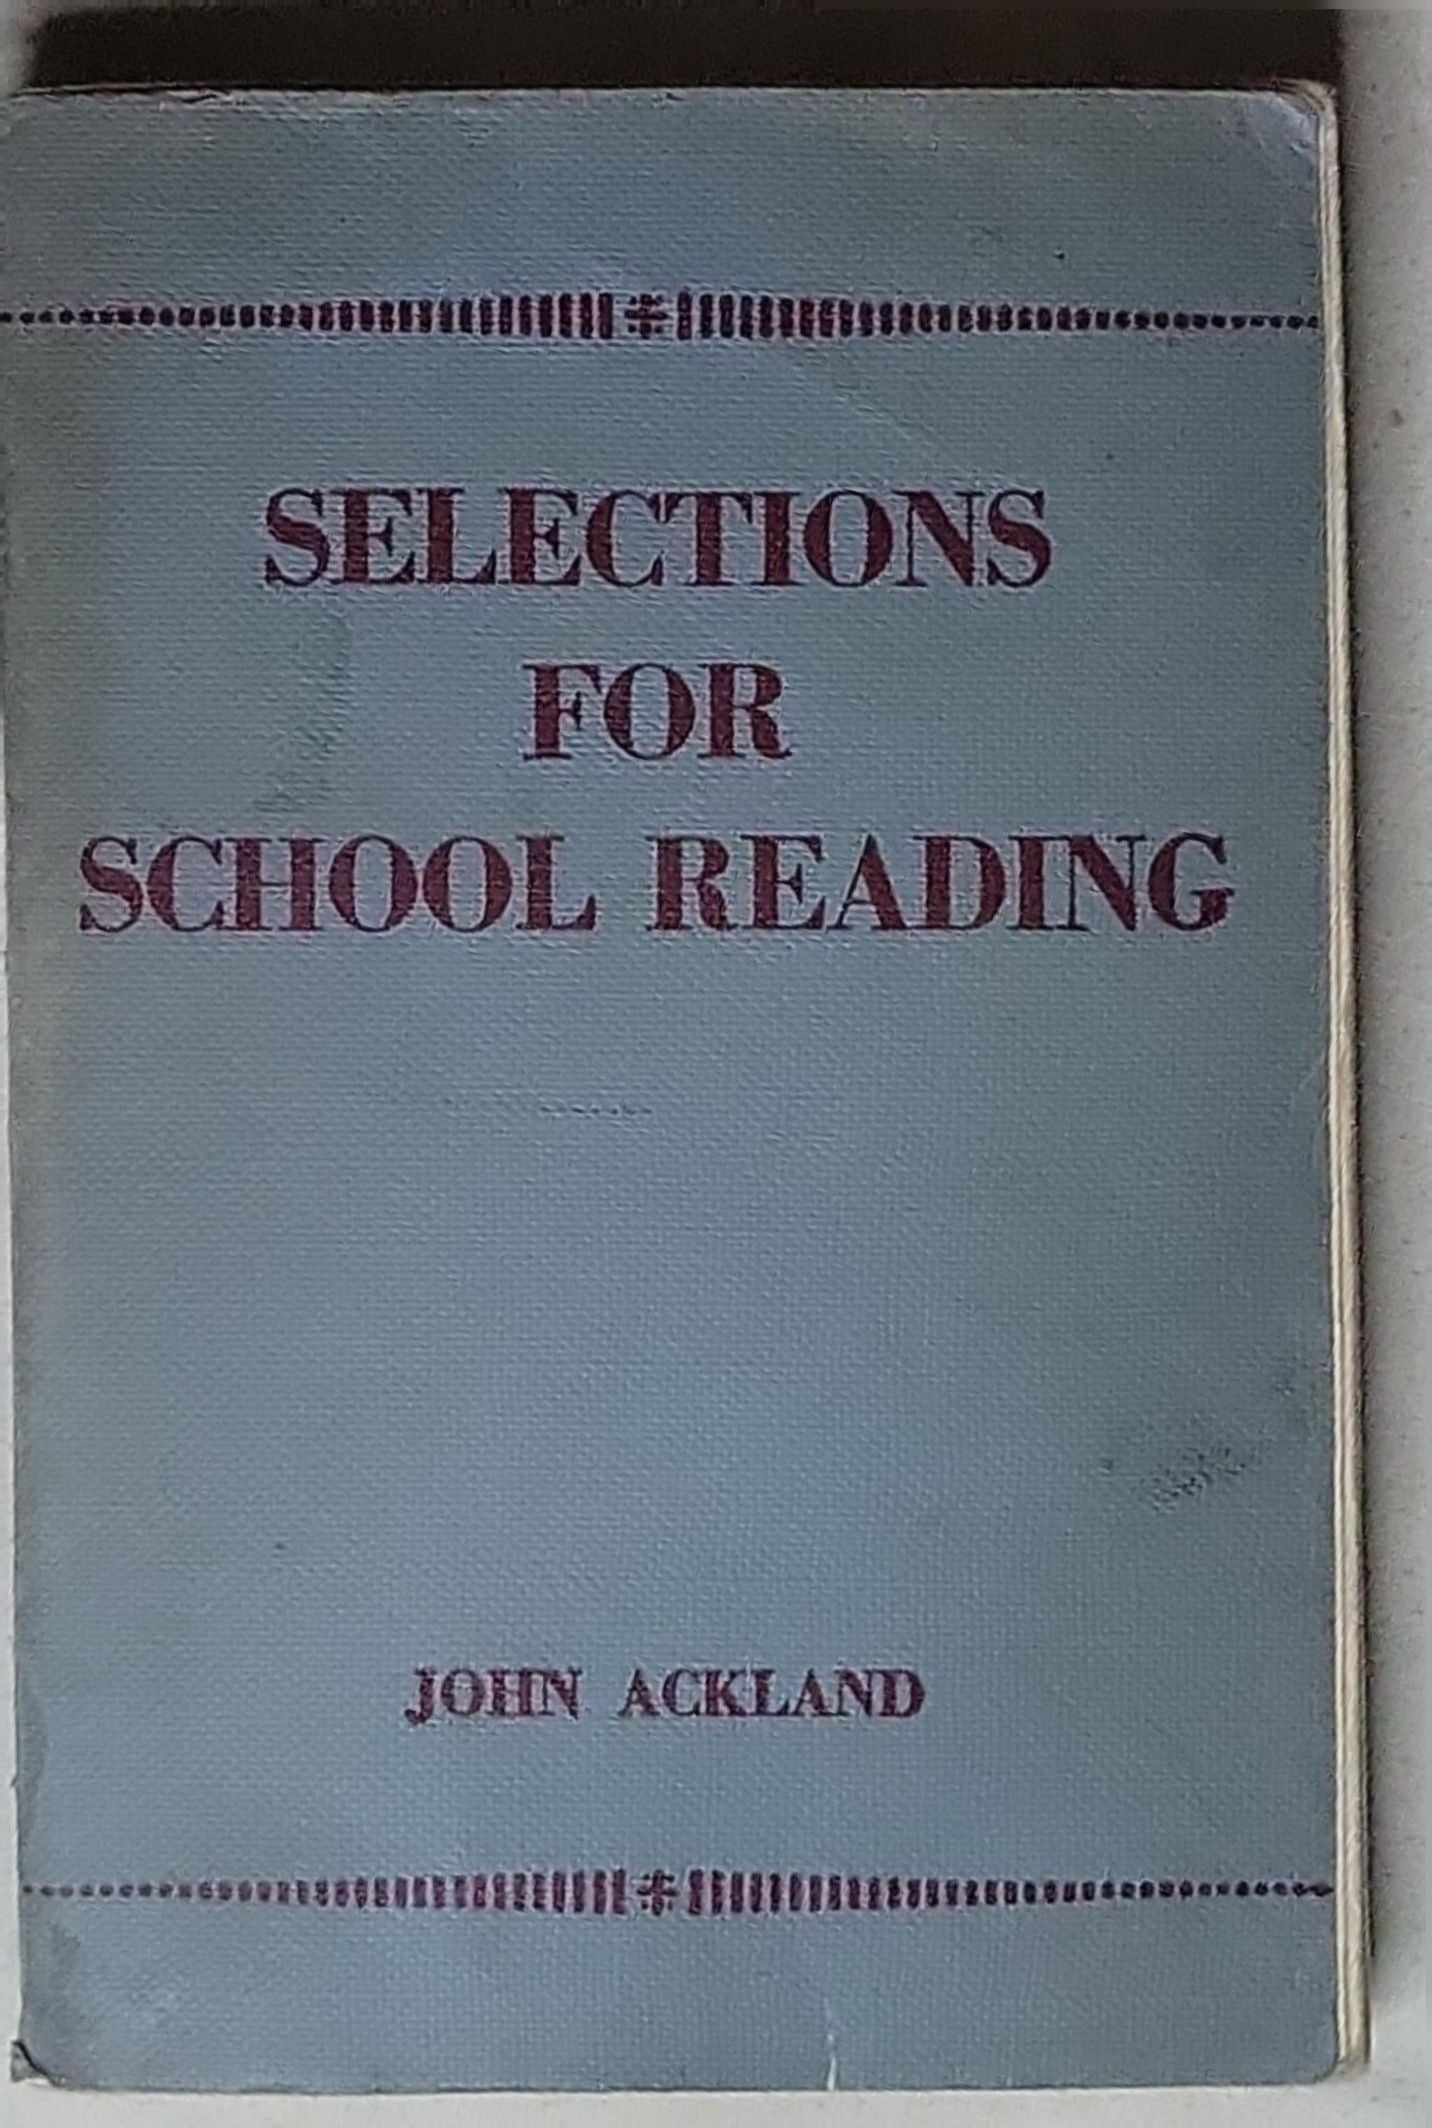 SELECTIONS
FOR
SCHOOL READING
JOHN ACKLAND